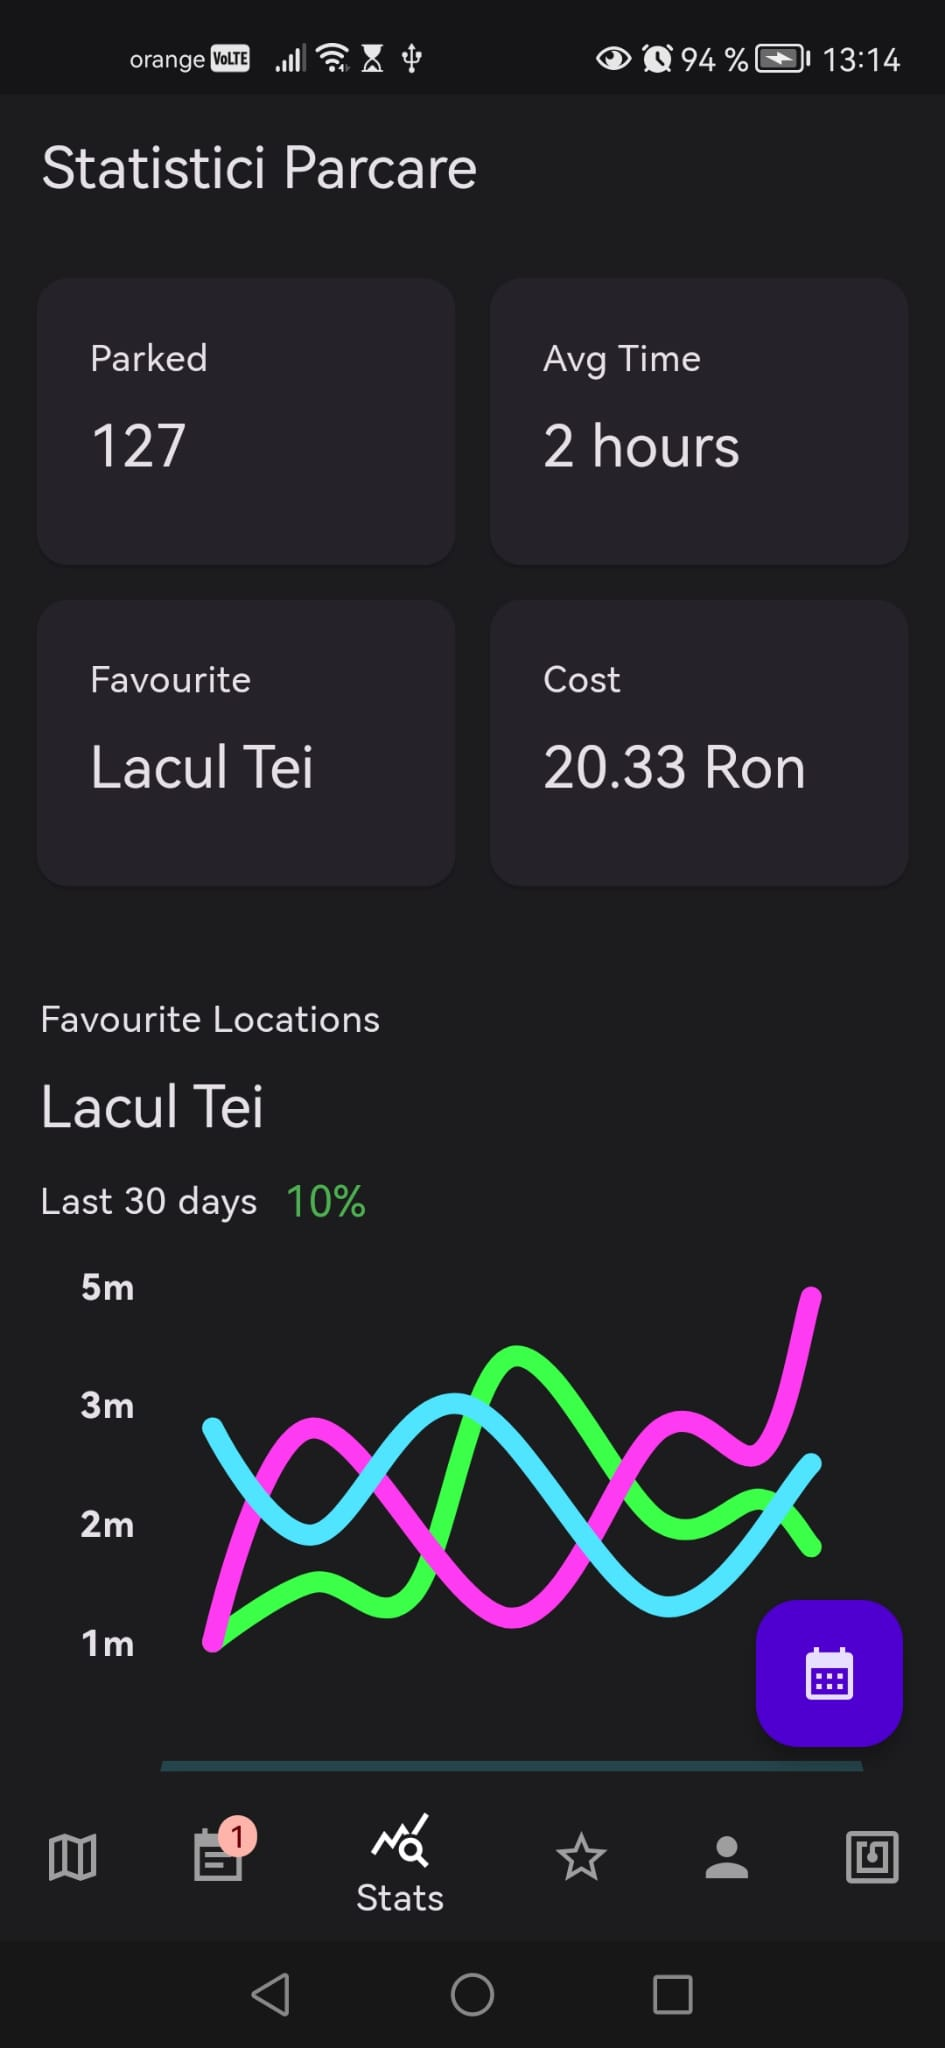 orange VoLTE 94 % 13:14
Statistici Parcare
Parked
127
Avg Time
2 hours
Favourite
Lacul Tei
Cost
20.33 Ron
Favourite Locations
Lacul Tei
Last 30 days 10%
5m
3m
2m
1m
1
Stats